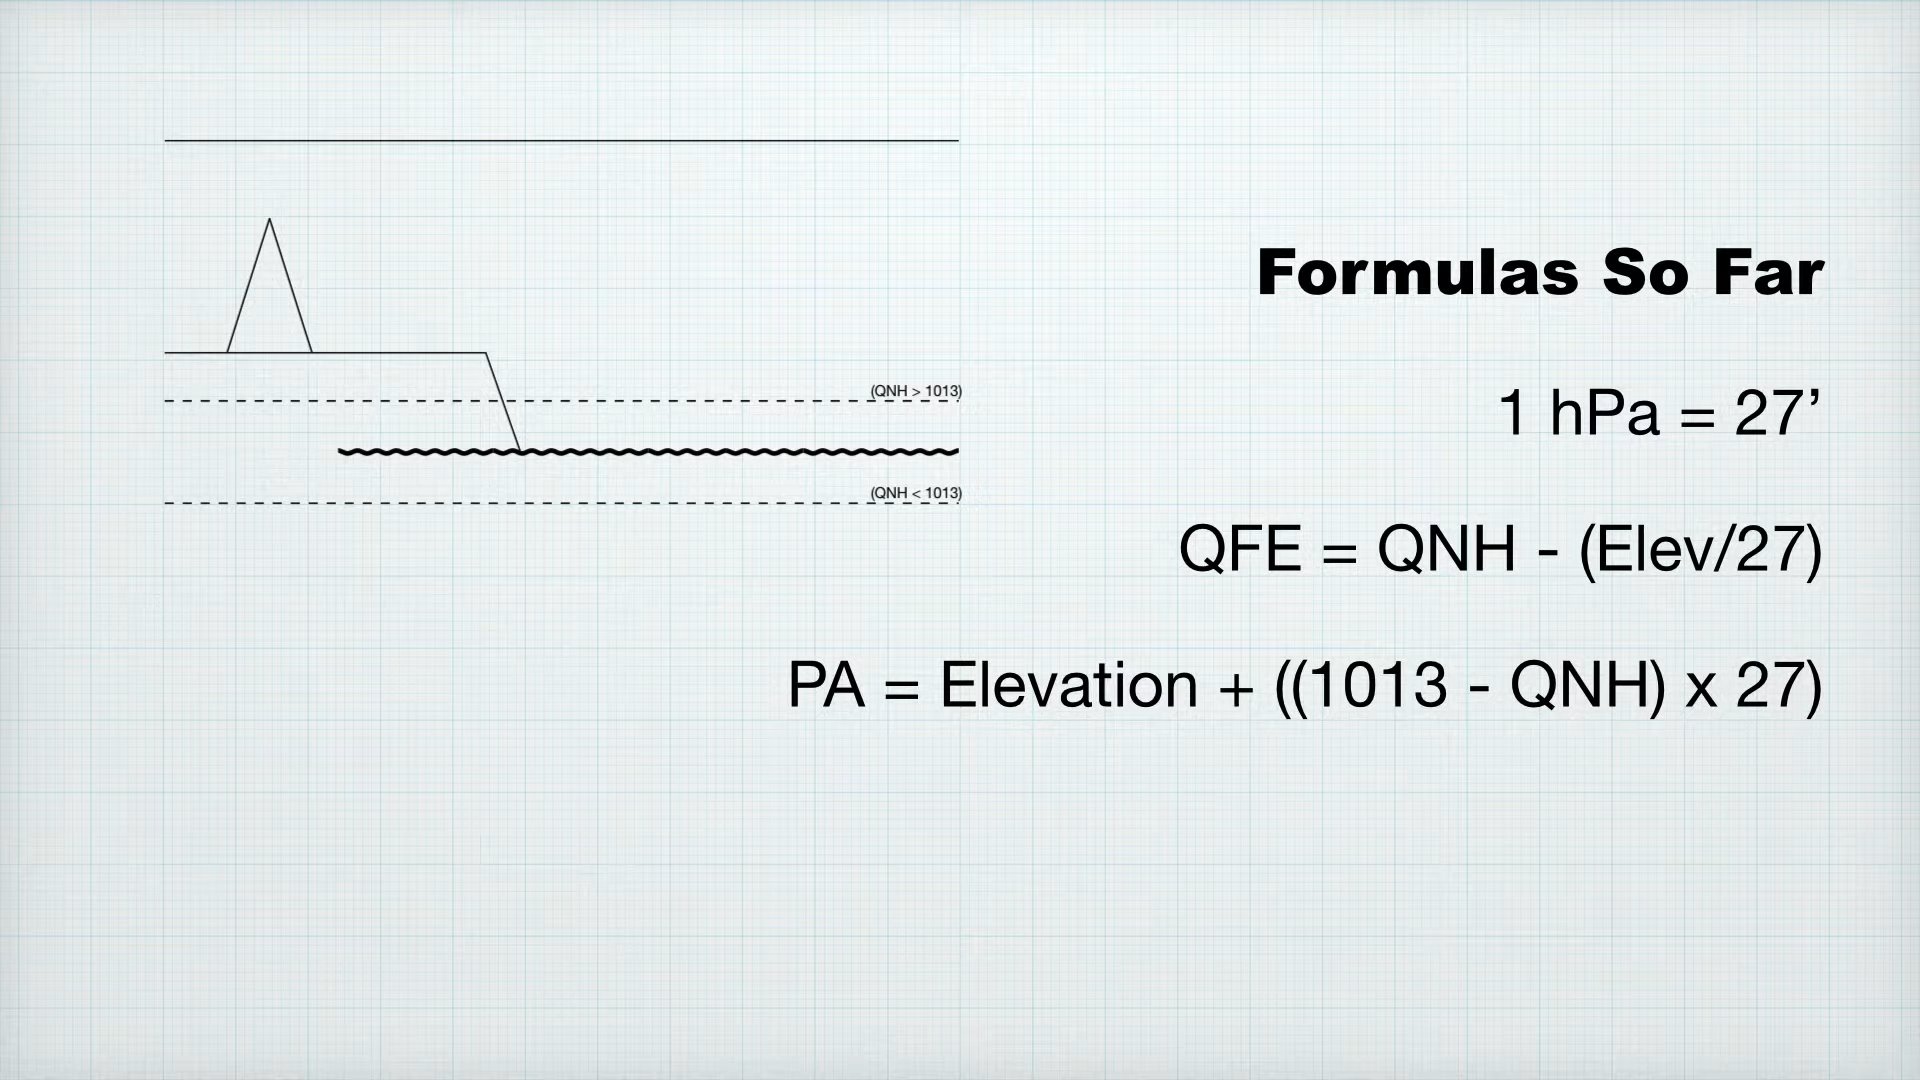 (QNH > 1013)
(QNH < 1013)
Formulas So Far
1 hPa = 27’
QFE = QNH - (Elev/27)
PA = Elevation + ((1013 - QNH) x 27)